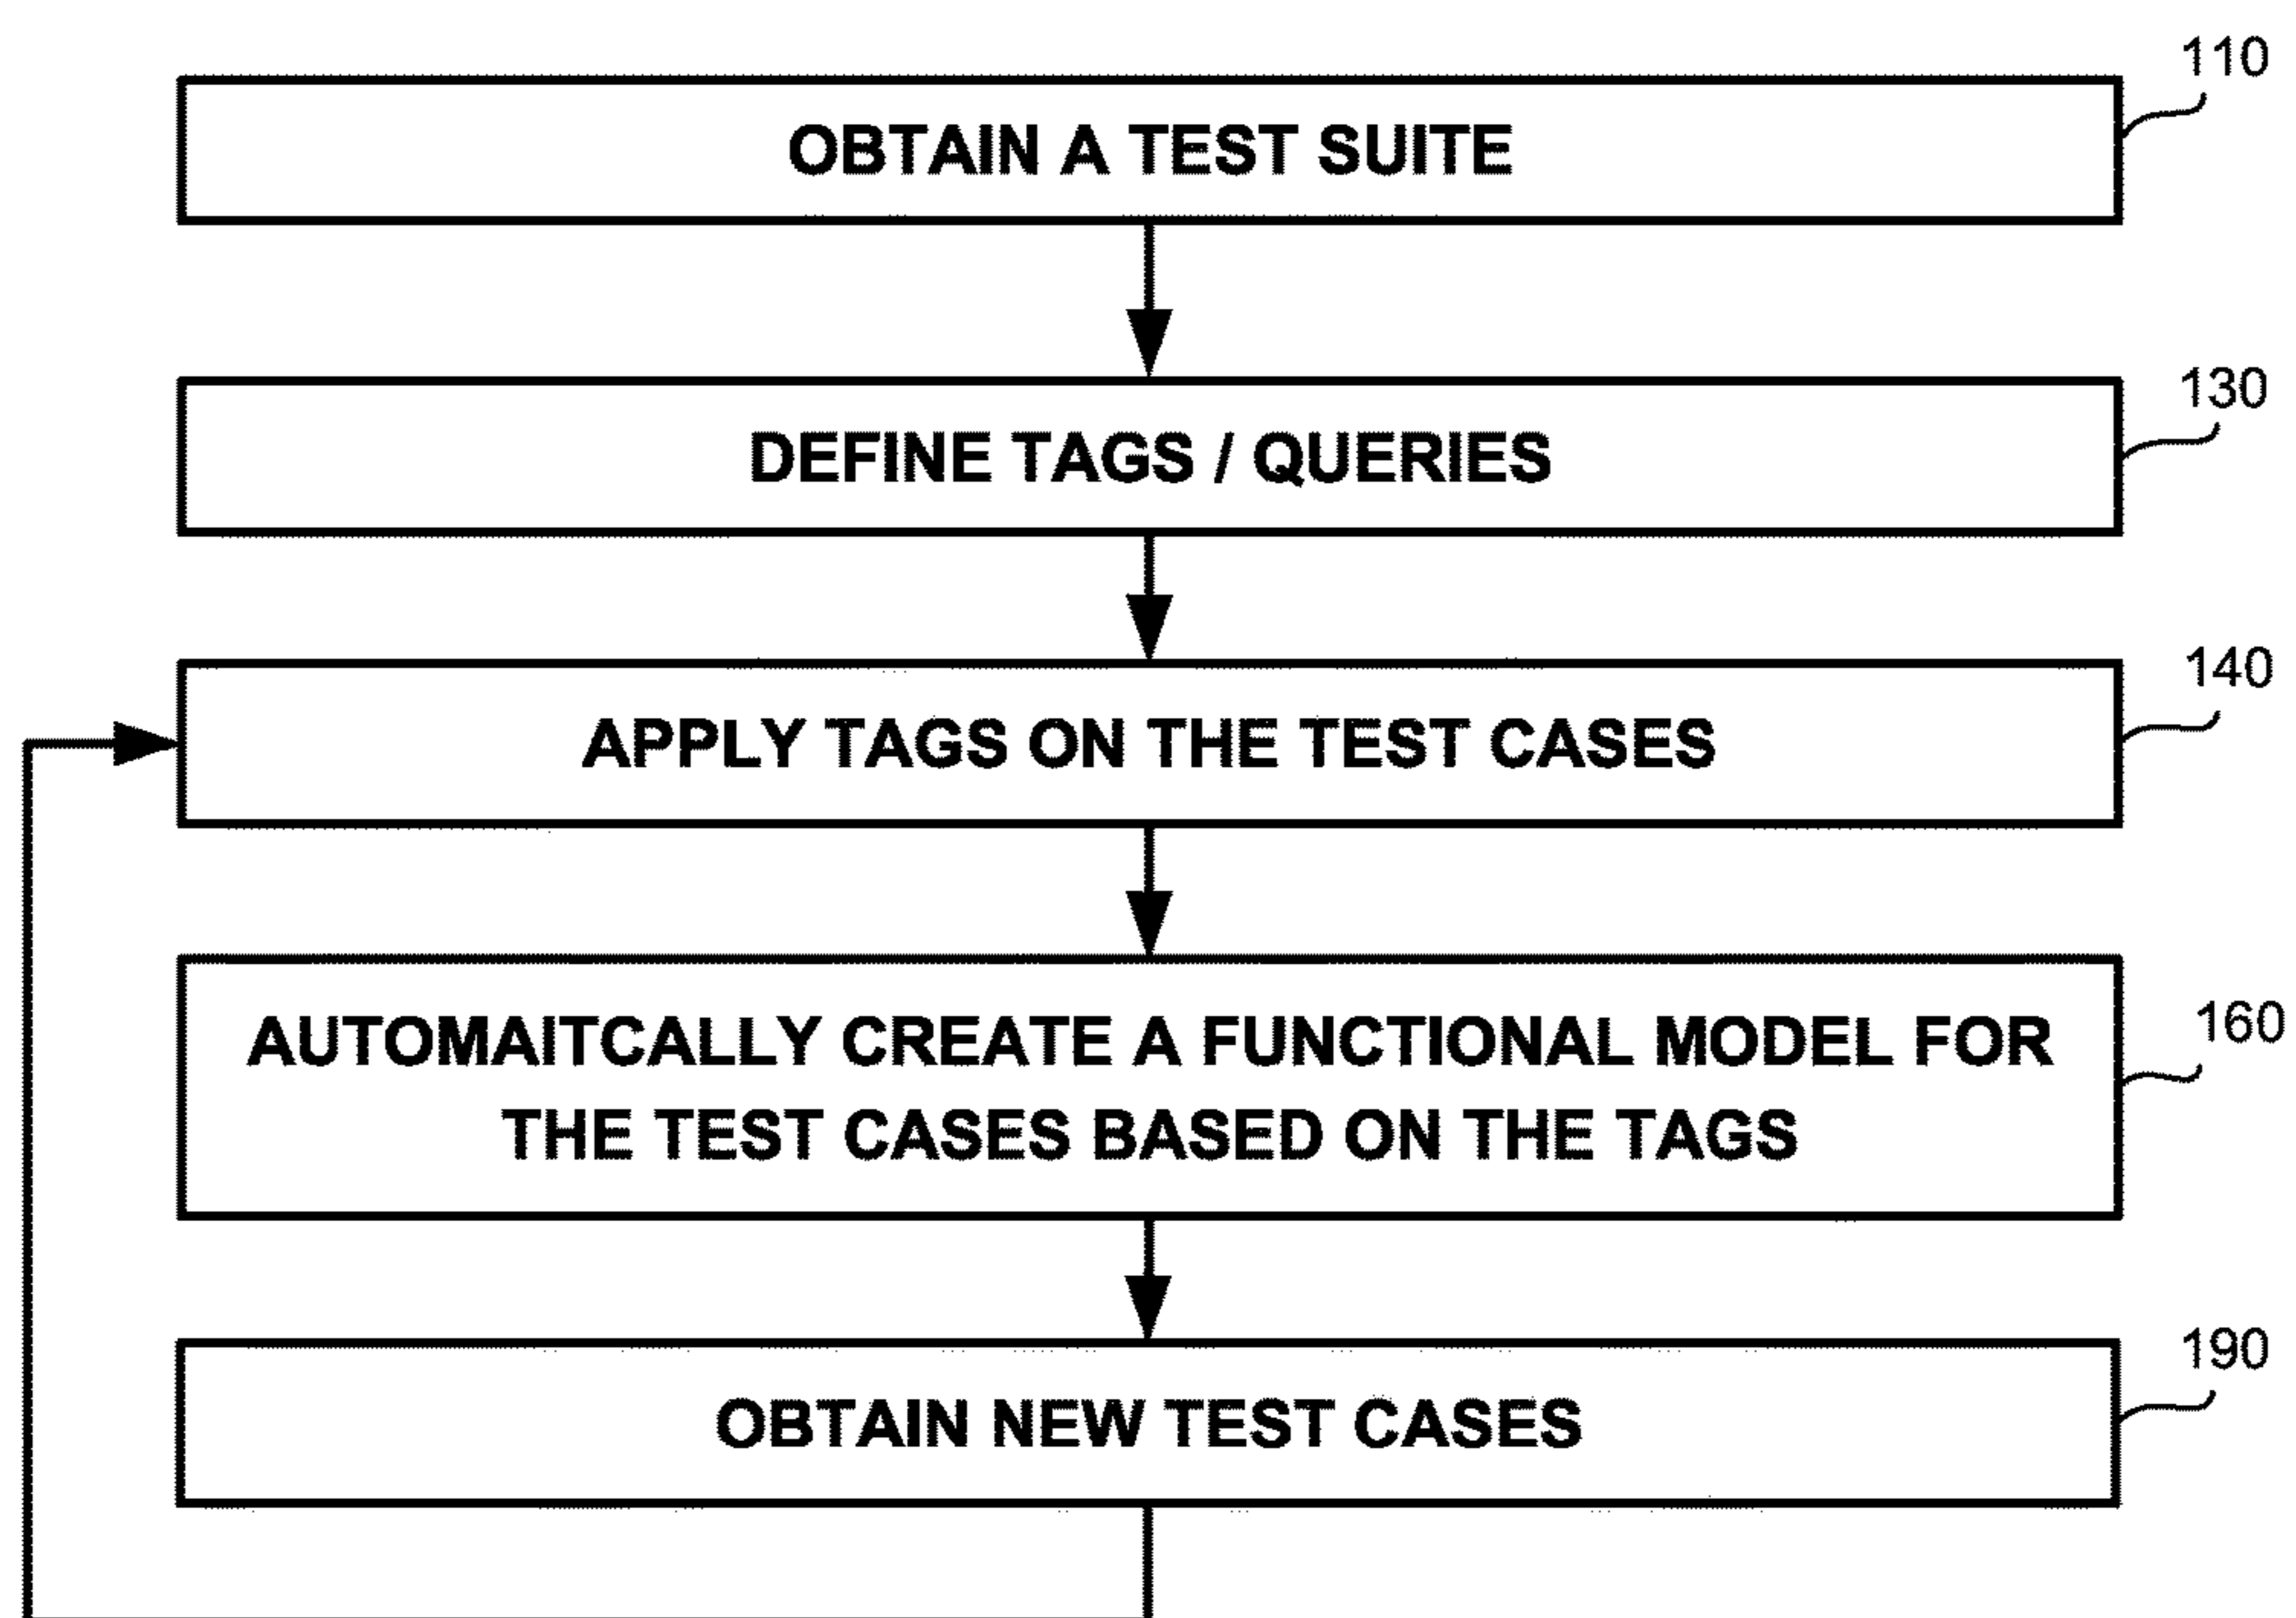 110
OBTAIN A TEST SUITE
130
DEFINE TAGS / QUERIES
140
APPLY TAGS ON THE TEST CASES
160
AUTOMAITCALLY CREATE A FUNCTIONAL MODEL FOR
THE TEST CASES BASED ON THE TAGS
190
OBTAIN NEW TEST CASES